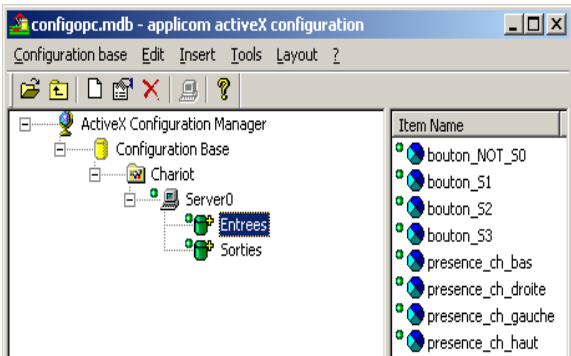 configopc.mdb - applicom activeX configuration
Configuration base Edit Insert Tools Layout ?
ActiveX Configuration Manager
Configuration Base
Chariot
Server0
Entrees
Sorties
Item Name
bouton_NOT_S0
bouton_S1
bouton_S2
bouton_S3
presence_ch_bas
presence_ch_droite
presence_ch_gauche
presence_ch_haut